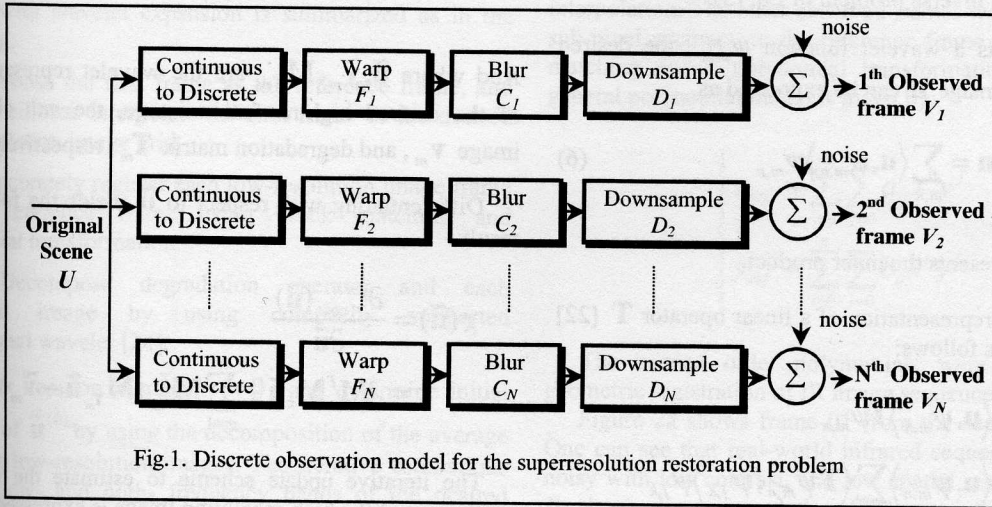 noise
Continuous to Discrete
Warp F1
Blur C1
Downsample D1
Σ
1th Observed frame V1
noise
Original Scene U
Continuous to Discrete
Warp F2
Blur C2
Downsample D2
Σ
2nd Observed frame V2
noise
Continuous to Discrete
Warp FN
Blur CN
Downsample DN
Σ
Nth Observed frame VN
Fig.1. Discrete observation model for the superresolution restoration problem